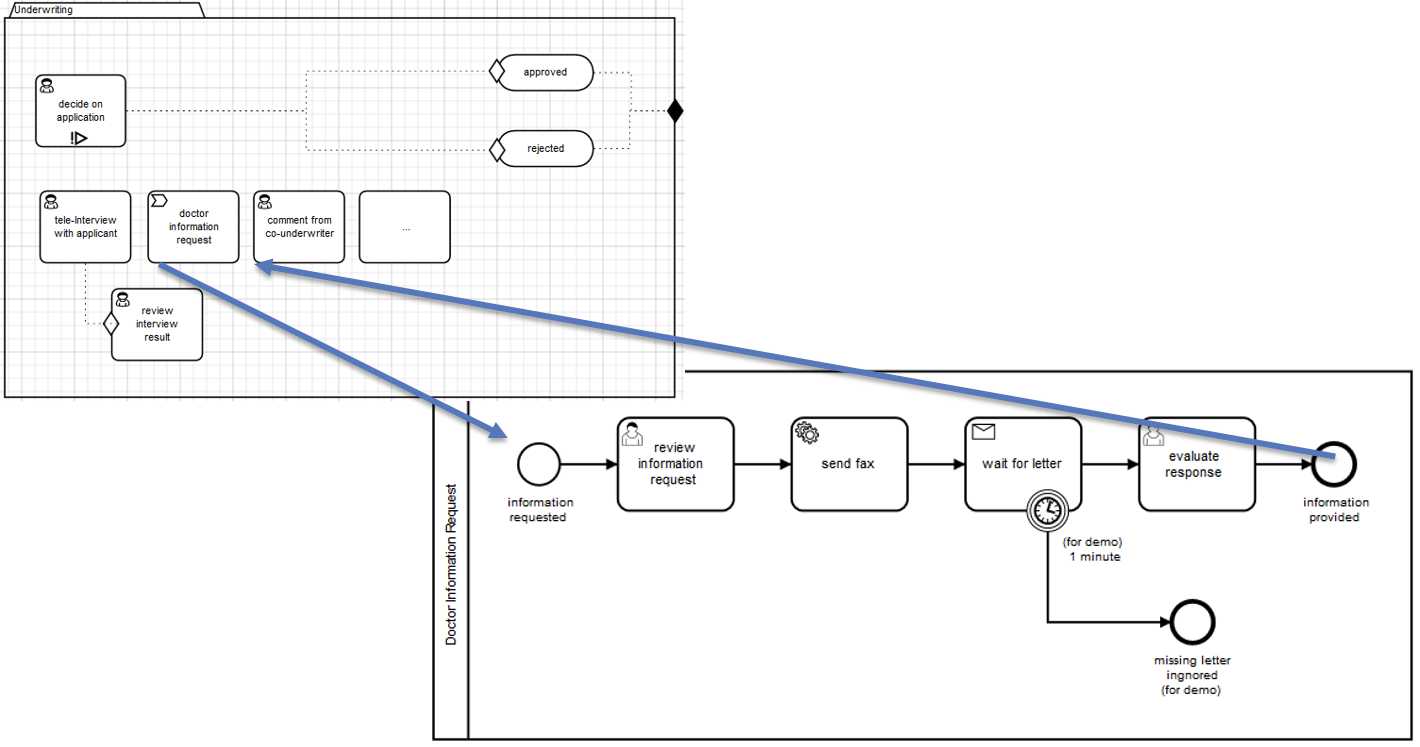 Underwriting
approved
decide on
application
rejected
tele-Interview
with applicant
doctor
information
request
comment from
co-underwriter
...
review
interview
result
Doctor Information Request
information
requested
review
information
request
send fax
wait for letter
(for demo)
1 minute
evaluate
response
information
provided
missing letter
ingnored
(for demo)